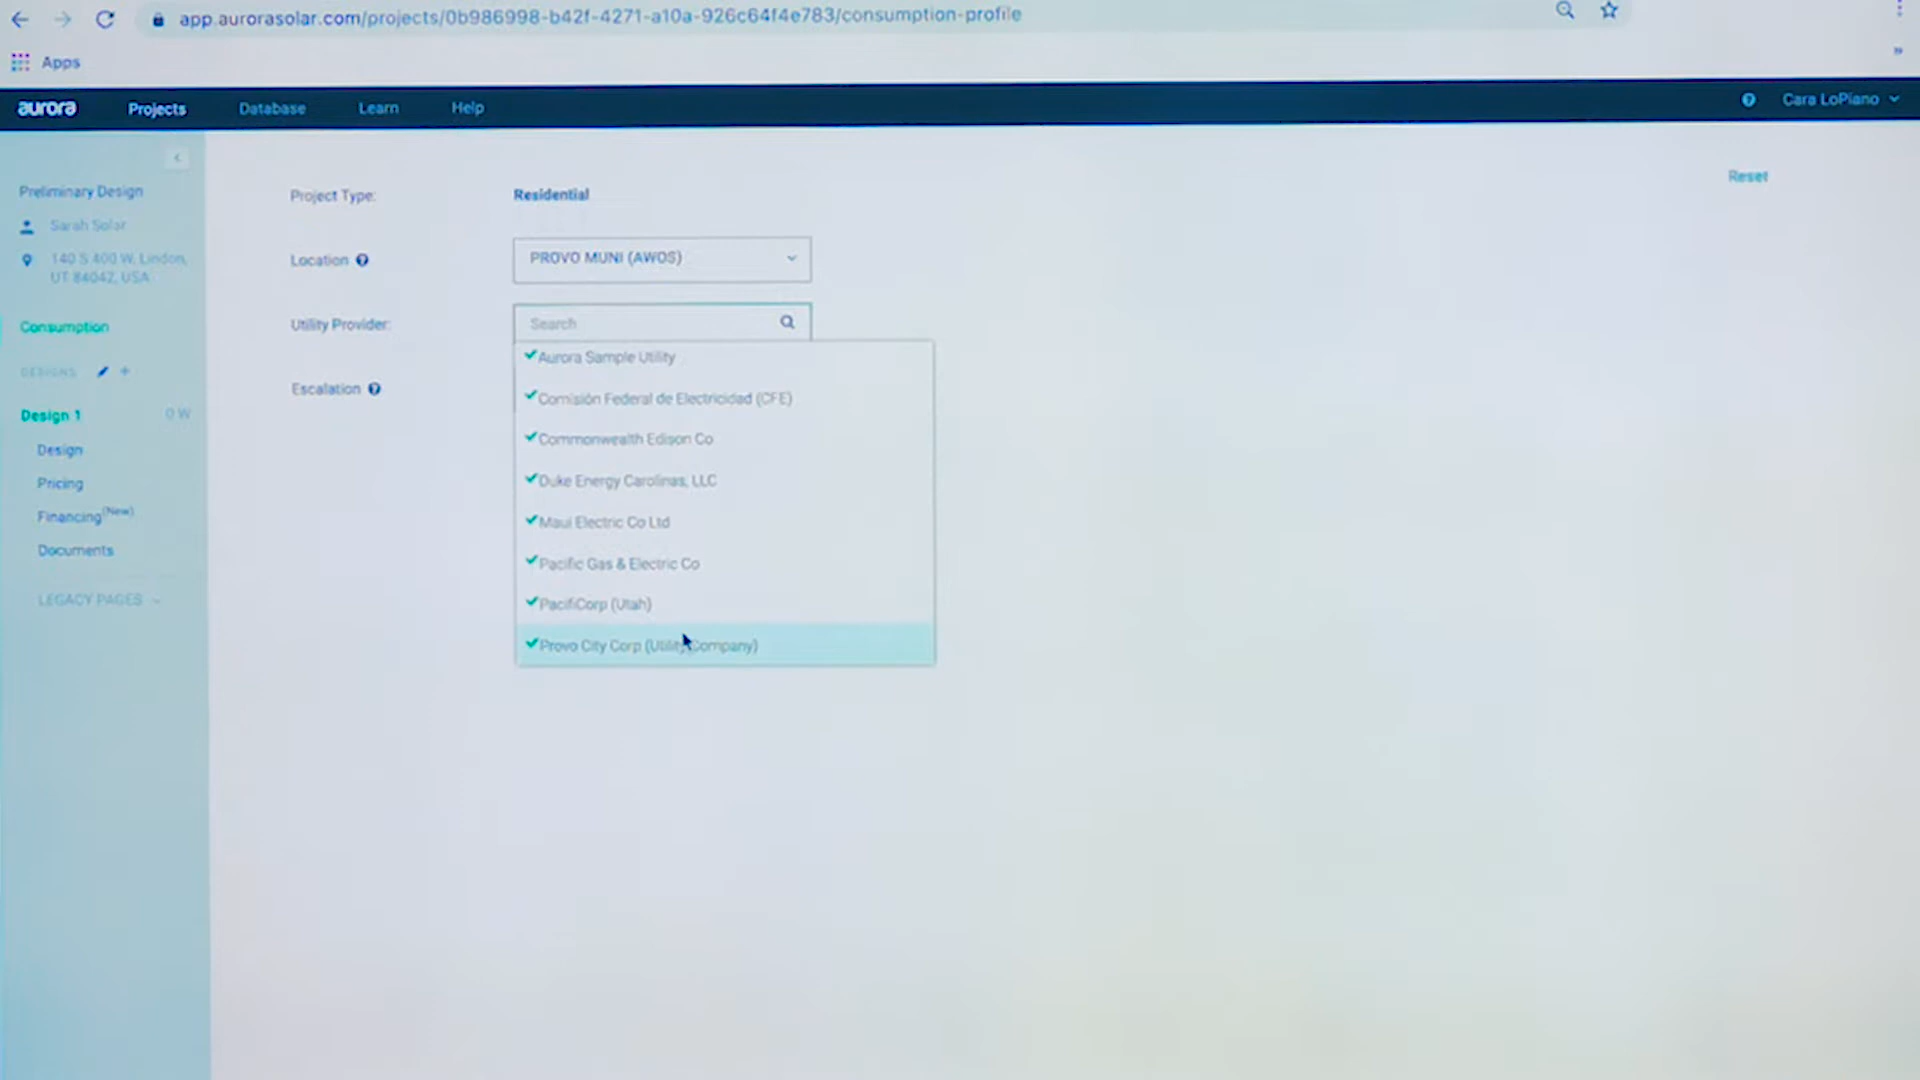 app.aurorasolar.com/projects/0b986998-b42f-4271-a10a-926c64f4e783/consumption-profile
Apps
aurora
Projects
Database
Learn
Help
Cara LoPiano
Preliminary Design
Sarah Solar
140 S 400 W, Lindon,
UT 84042, USA
Consumption
DESIGNS
Design 1
0 W
Design
Pricing
Financing (New)
Documents
LEGACY PAGES
Reset
Project Type:
Residential
Location
PROVO MUNI (AWOS)
Utility Provider:
Search
Escalation
Aurora Sample Utility
Comisión Federal de Electricidad (CFE)
Commonwealth Edison Co
Duke Energy Carolinas, LLC
Maui Electric Co Ltd
Pacific Gas & Electric Co
PacifiCorp (Utah)
Provo City Corp (Utility Company)